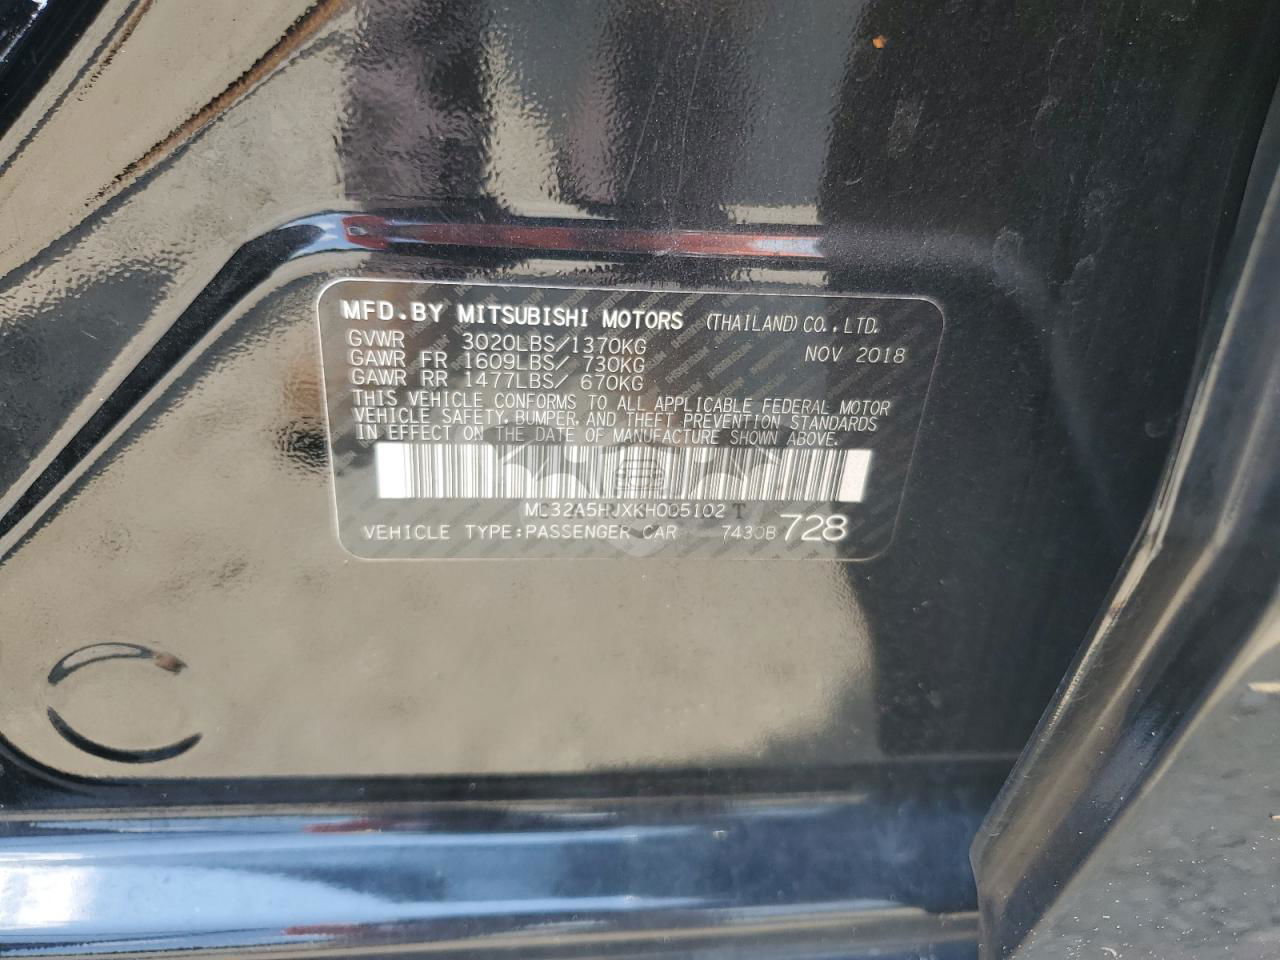 MFD.BY MITSUBISHI MOTORS (THAILAND) CO.,LTD.
GVWR 3020LBS/1370KG NOV 2018
GAWR FR 1609LBS/ 730KG
GAWR RR 1477LBS/ 670KG
THIS VEHICLE CONFORMS TO ALL APPLICABLE FEDERAL MOTOR
VEHICLE SAFETY, BUMPER, AND THEFT PREVENTION STANDARDS
IN EFFECT ON THE DATE OF MANUFACTURE SHOWN ABOVE.
ML32A5HJXKH005102
VEHICLE TYPE:PASSENGER CAR 7430B 728